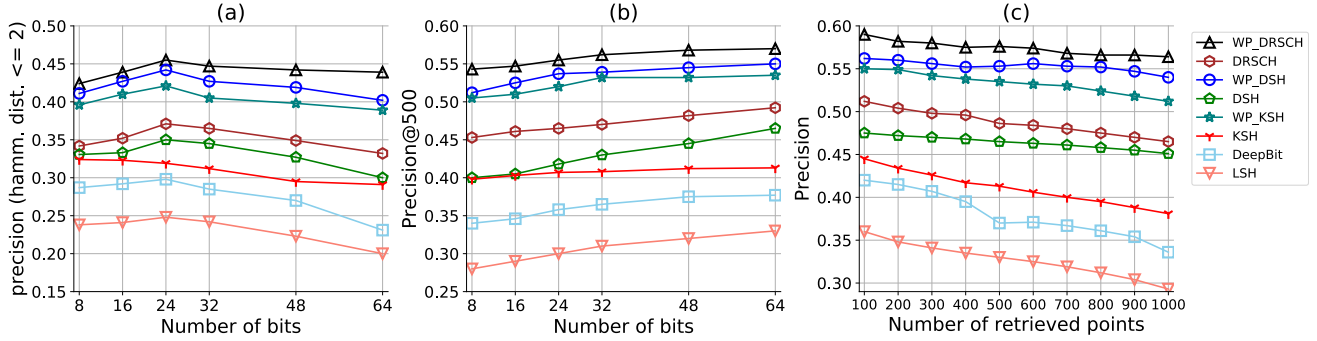 (a)
precision (hamm. dist. <= 2)
0.50
0.45
0.40
0.35
0.30
0.25
0.20
0.15
8 16 24 32 48 64
Number of bits
(b)
Precision@500
0.60
0.55
0.50
0.45
0.40
0.35
0.30
0.25
8 16 24 32 48 64
Number of bits
(c)
Precision
0.60
0.55
0.50
0.45
0.40
0.35
0.30
100 200 300 400 500 600 700 800 900 1000
Number of retrieved points
WP_DRSCH
DRSCH
WP_DSH
DSH
WP_KSH
KSH
DeepBit
LSH